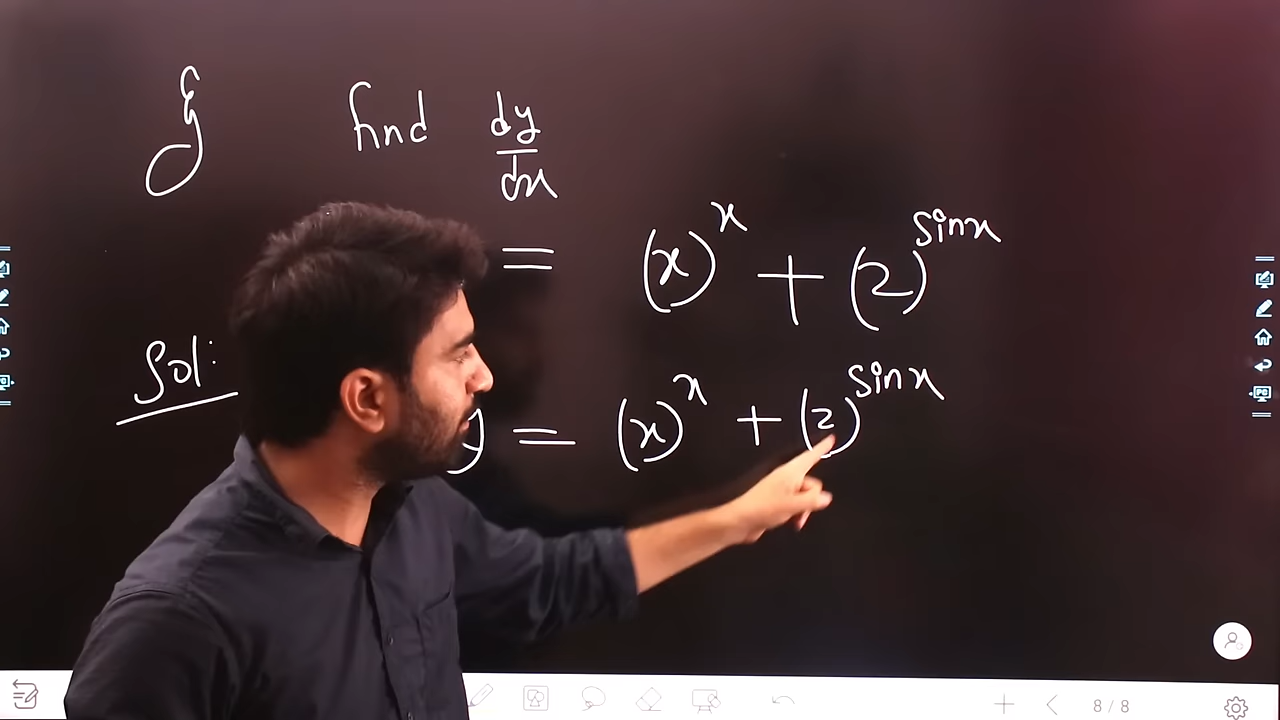 find dy/dx
= (x)^x + (2)^sinx
Sol:
y = (x)^x + (2)^sinx
8/8